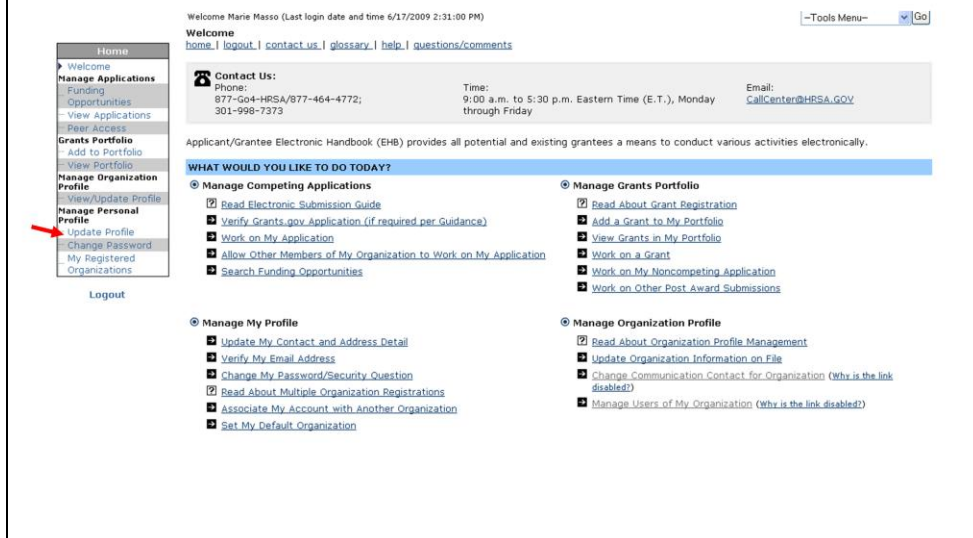 Welcome Marie Masso (Last login date and time 6/17/2009 2:31:00 PM)
--Tools Menu--
Go
Welcome
home | logout | contact us | glossary | help | questions/comments
Home
Welcome
Manage Applications
Funding
Opportunities
View Applications
Peer Access
Grants Portfolio
Add to Portfolio
View Portfolio
Manage Organization
Profile
View/Update Profile
Manage Personal
Profile
Update Profile
Change Password
My Registered
Organizations
Logout
Contact Us:
Phone:
877-Go4-HRSA/877-464-4772;
301-998-7373
Time:
9:00 a.m. to 5:30 p.m. Eastern Time (E.T.), Monday
through Friday
Email:
CallCenter@HRSA.GOV
Applicant/Grantee Electronic Handbook (EHB) provides all potential and existing grantees a means to conduct various activities electronically.
WHAT WOULD YOU LIKE TO DO TODAY?
Manage Competing Applications
Read Electronic Submission Guide
Verify Grants.gov Application (if required per Guidance)
Work on My Application
Allow Other Members of My Organization to Work on My Application
Search Funding Opportunities
Manage Grants Portfolio
Read About Grant Registration
Add a Grant to My Portfolio
View Grants in My Portfolio
Work on a Grant
Work on My Noncompeting Application
Work on Other Post Award Submissions
Manage My Profile
Update My Contact and Address Detail
Verify My Email Address
Change My Password/Security Question
Read About Multiple Organization Registrations
Associate My Account with Another Organization
Set My Default Organization
Manage Organization Profile
Read About Organization Profile Management
Update Organization Information on File
Change Communication Contact for Organization (Why is the link
disabled?)
Manage Users of My Organization (Why is the link disabled?)